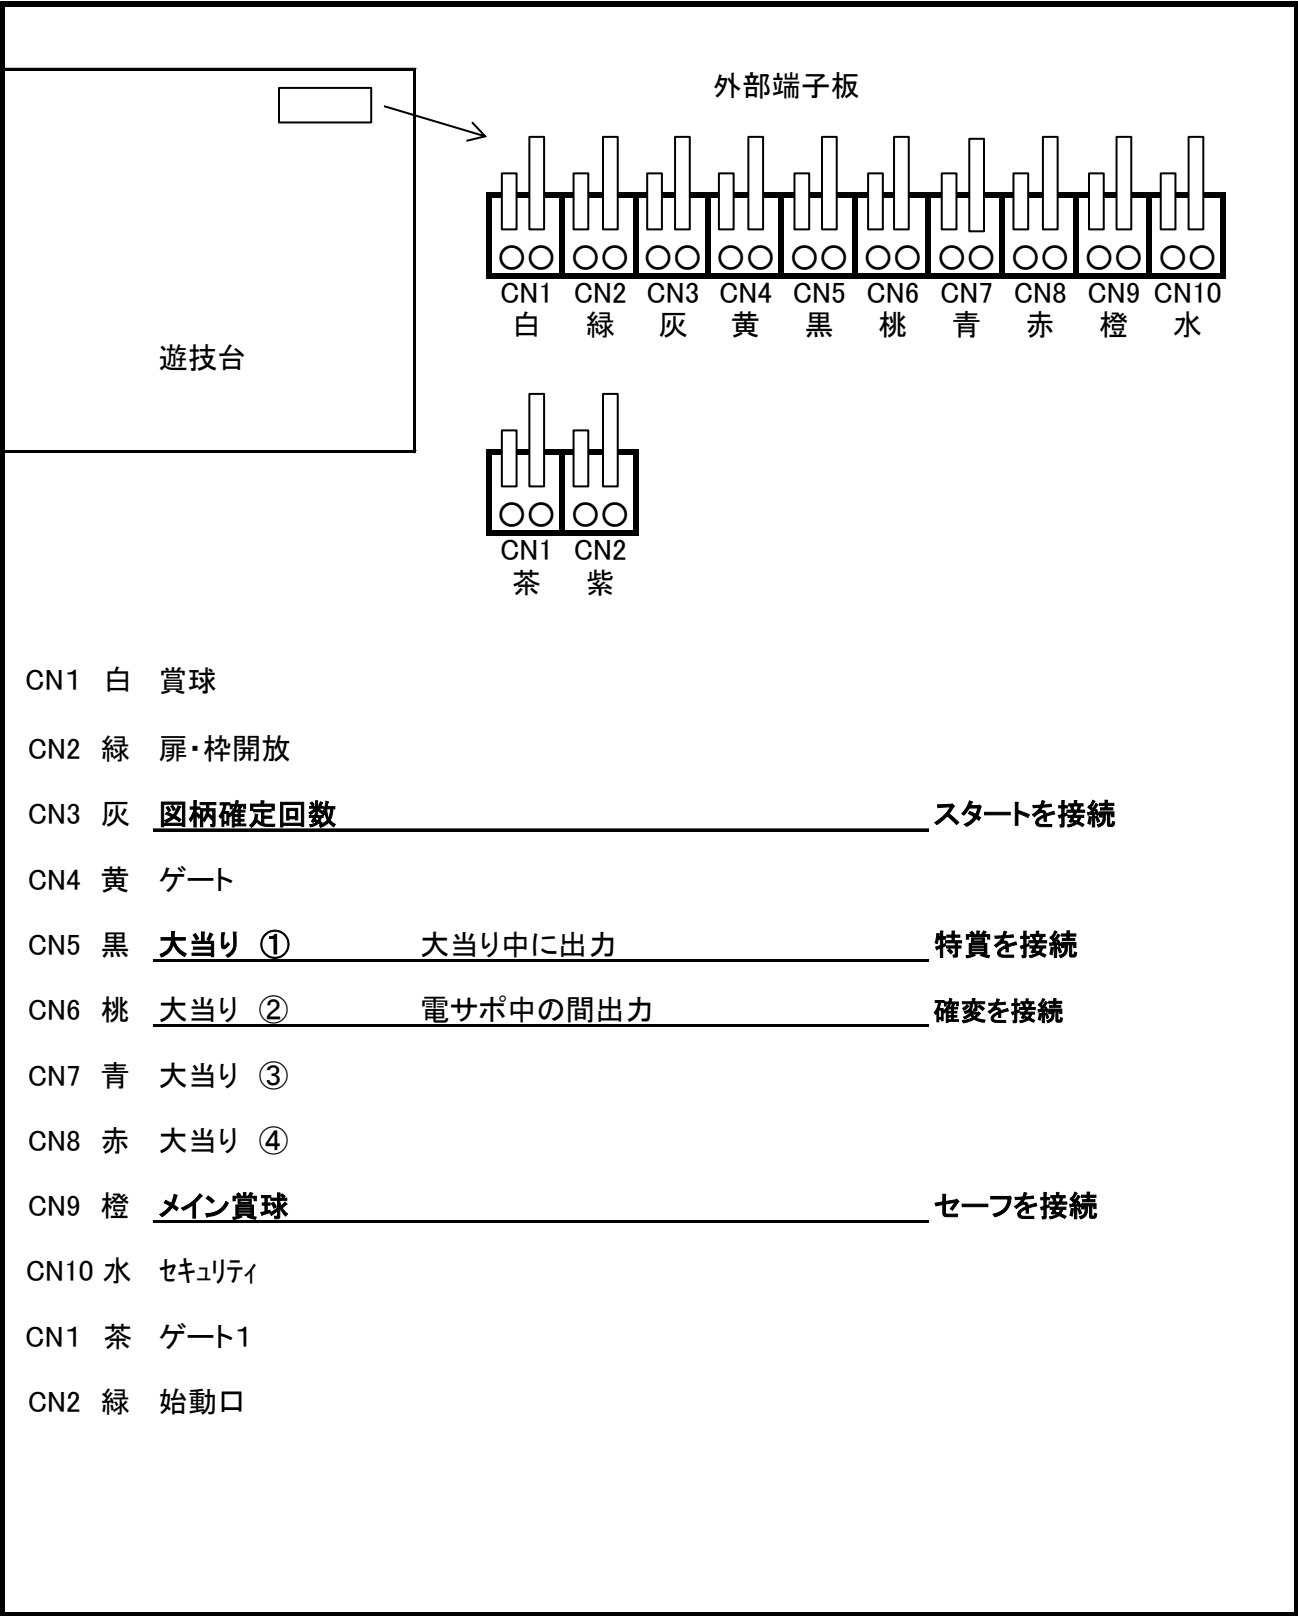 外部端子板
CN1 CN2 CN3 CN4 CN5 CN6 CN7 CN8 CN9 CN10
白 緑 灰 黄 黒 桃 青 赤 橙 水
遊技台
CN1 CN2
茶 紫
CN1 白 賞球
CN2 緑 扉・枠開放
CN3 灰 図柄確定回数 スタートを接続
CN4 黄 ゲート
CN5 黒 大当り ① 大当り中に出力 特賞を接続
CN6 桃 大当り ② 電サポ中の間出力 確変を接続
CN7 青 大当り ③
CN8 赤 大当り ④
CN9 橙 メイン賞球 セーフを接続
CN10 水 セキュリティ
CN1 茶 ゲート1
CN2 緑 始動口